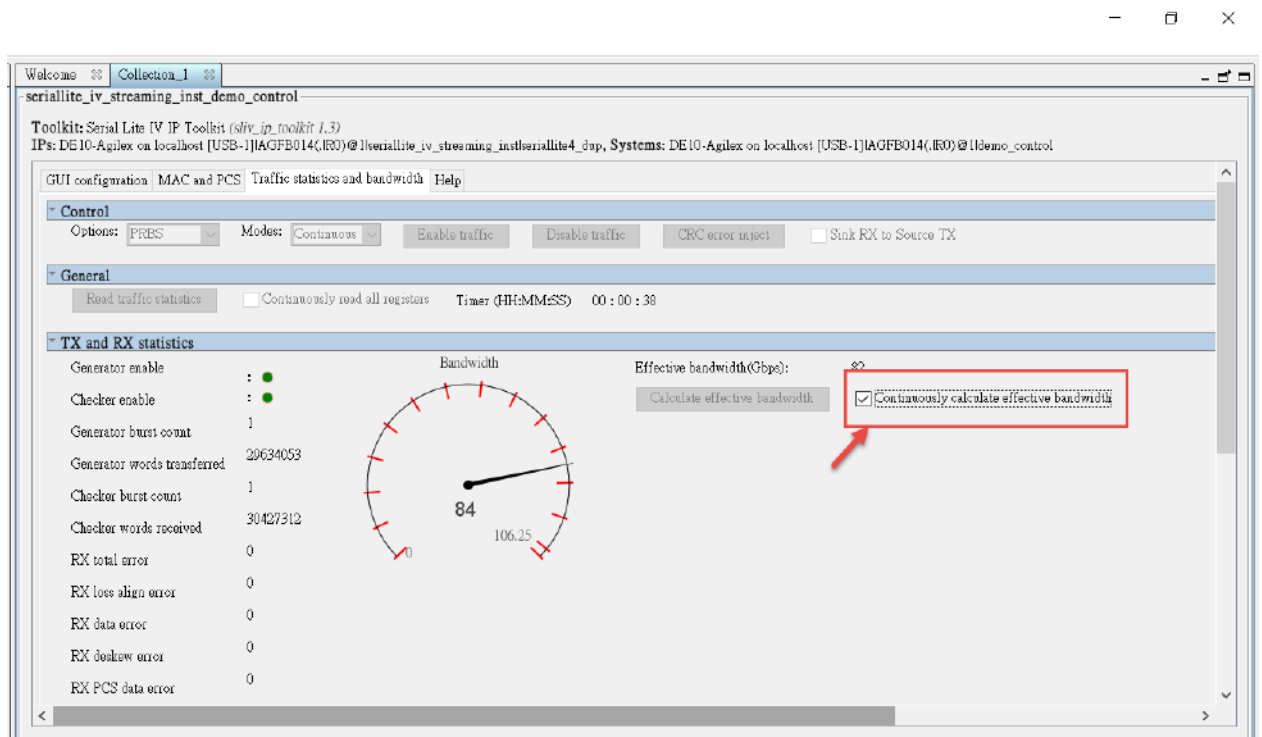 Welcome Collection_1
seriallite_iv_streaming_inst_demo_control
Toolkit: Serial Lite IV IP Toolkit (sliv_ip_toolkit 1.3)
IPs: DE10-Agilex on localhost [USB-1]|AGFB014(.|R0)@1|seriallite_iv_streaming_inst|seriallite4_dup, Systems: DE10-Agilex on localhost [USB-1]|AGFB014(.|R0)@1|demo_control
GUI configuration MAC and PCS Traffic statistics and bandwidth Help
Control
Options: PRBS Modes: Continuous Enable traffic Disable traffic CRC error inject Sink RX to Source TX
General
Read traffic statistics Continuously read all registers Timer (HH:MM:SS) 00 : 00 : 38
TX and RX statistics
Generator enable :
Checker enable :
Generator burst count 1
Generator words transferred 29634053
Checker burst count 1
Checker words received 30427312
RX total error 0
RX loss align error 0
RX data error 0
RX deskew error 0
RX PCS data error 0
Bandwidth
84
0
106.25
Effective bandwidth(Gbps): 82
Calculate effective bandwidth Continuously calculate effective bandwidth